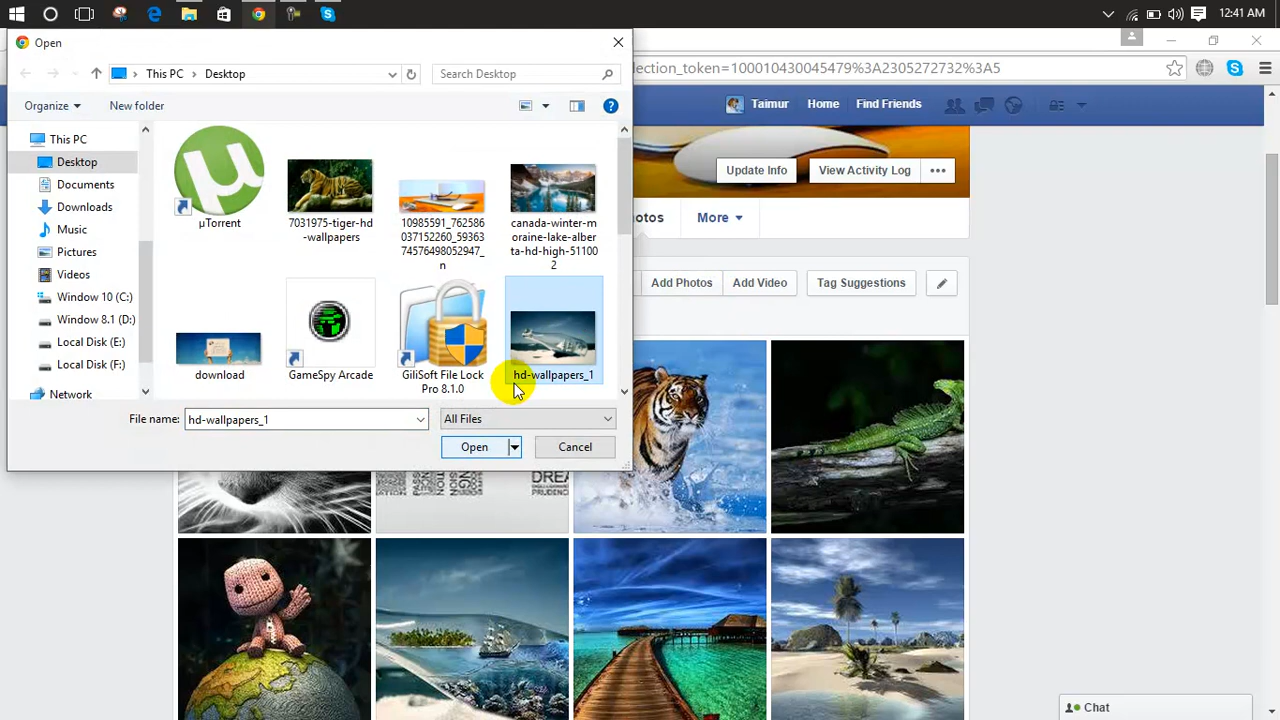 12:41 AM
Open
This PC
Desktop
Search Desktop
lection_token=100010430045479%3A2305272732%3A5
Organize
New folder
Taimur
Home
Find Friends
This PC
Desktop
Documents
Downloads
Music
Pictures
Videos
Window 10 (C:)
Window 8.1 (D:)
Local Disk (E:)
Local Disk (F:)
Network
µTorrent
7031975-tiger-hd
-wallpapers
10985591_762586
037152260_59363
74576498052947_
n
canada-winter-m
oraine-lake-alber
ta-hd-high-51100
2
download
GameSpy Arcade
GiliSoft File Lock
Pro 8.1.0
hd-wallpapers_1
File name:
hd-wallpapers_1
All Files
Open
Cancel
Update Info
View Activity Log
otos
More
Add Photos
Add Video
Tag Suggestions
PRUDENCE
Chat